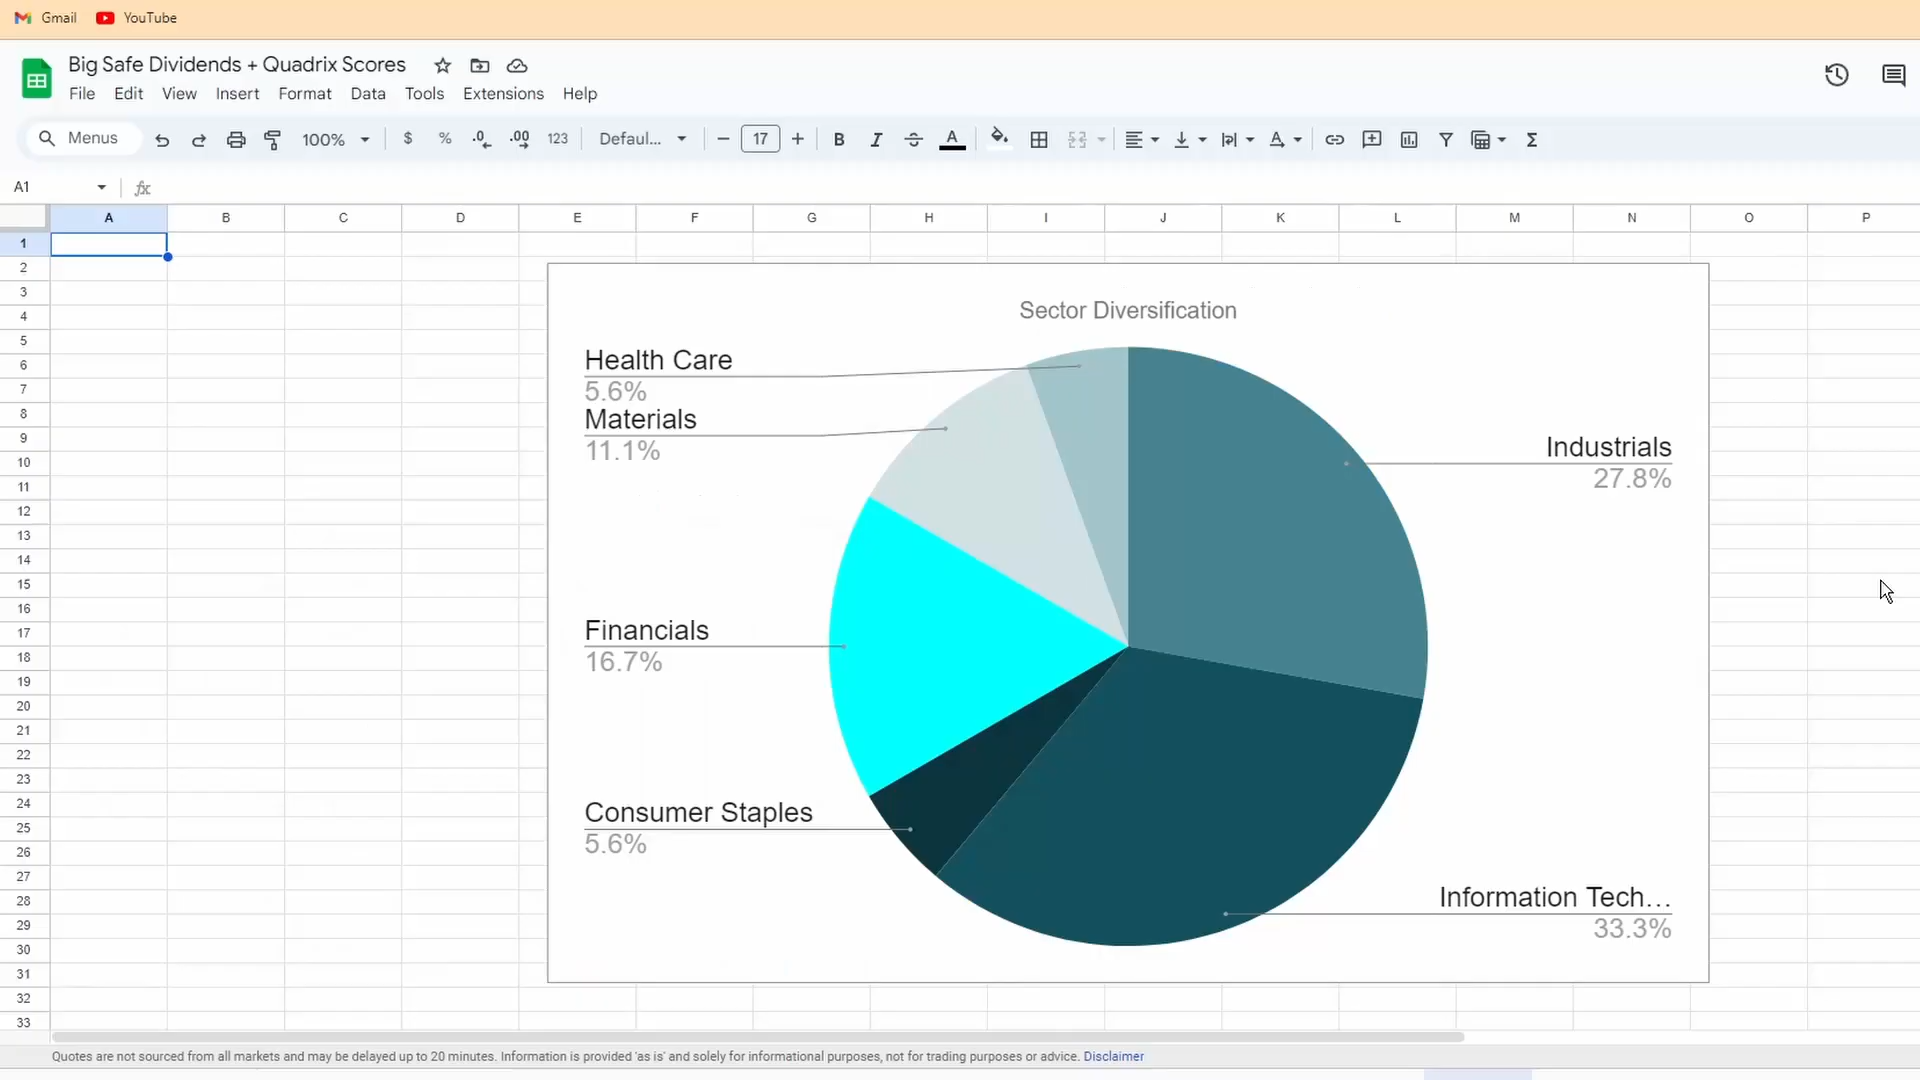 Gmail YouTube
Big Safe Dividends + Quadrix Scores
File Edit View Insert Format Data Tools Extensions Help
Menus 100% $ % .0 .00 123 Defaul... − 17 + B I S A A Σ
A1 fx
A B C D E F G H I J K L M N O P
1
2
3
4
5
6
7
8
9
10
11
12
13
14
15
16
17
18
19
20
21
22
23
24
25
26
27
28
29
30
31
32
33
Sector Diversification
Health Care
5.6%
Materials
11.1%
Industrials
27.8%
Financials
16.7%
Consumer Staples
5.6%
Information Tech...
33.3%
Quotes are not sourced from all markets and may be delayed up to 20 minutes. Information is provided 'as is' and solely for informational purposes, not for trading purposes or advice. Disclaimer